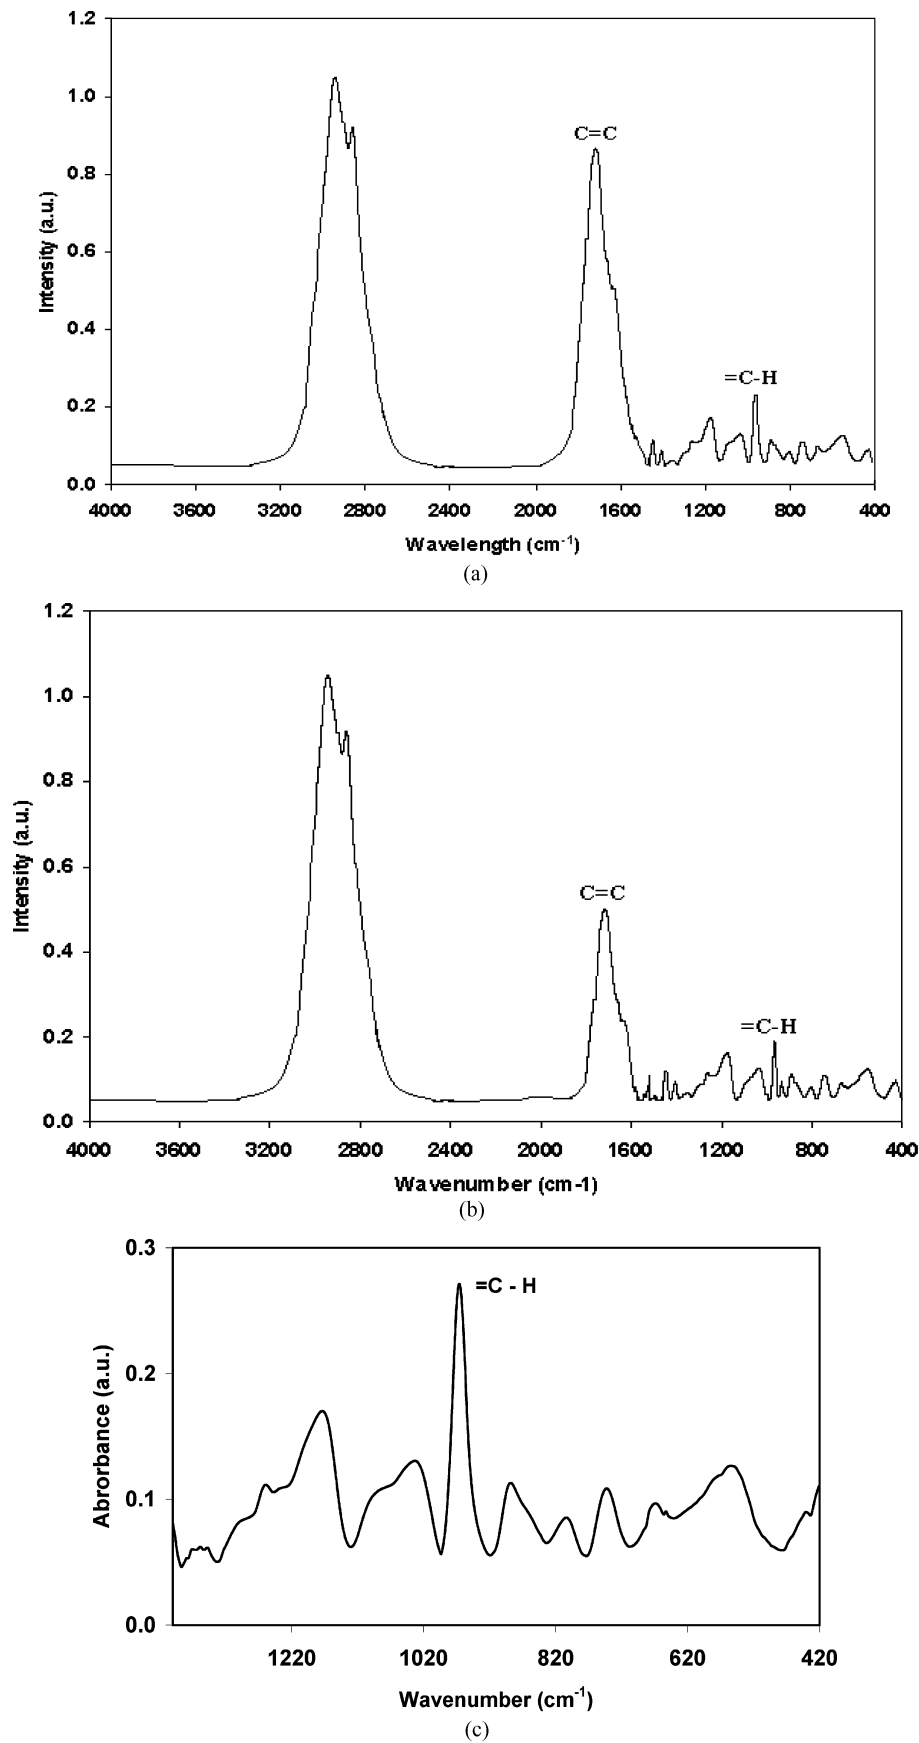 1.2
1.0
0.8
0.6
0.4
0.2
0.0
Intensity (a.u.)
C=C
=C-H
4000 3600 3200 2800 2400 2000 1600 1200 800 400
Wavelength (cm-1)
(a)
1.2
1.0
0.8
0.6
0.4
0.2
0.0
Intensity (a.u.)
C=C
=C-H
4000 3600 3200 2800 2400 2000 1600 1200 800 400
Wavenumber (cm-1)
(b)
0.3
0.2
0.1
0.0
Abrorbance (a.u.)
=C - H
1220 1020 820 620 420
Wavenumber (cm-1)
(c)